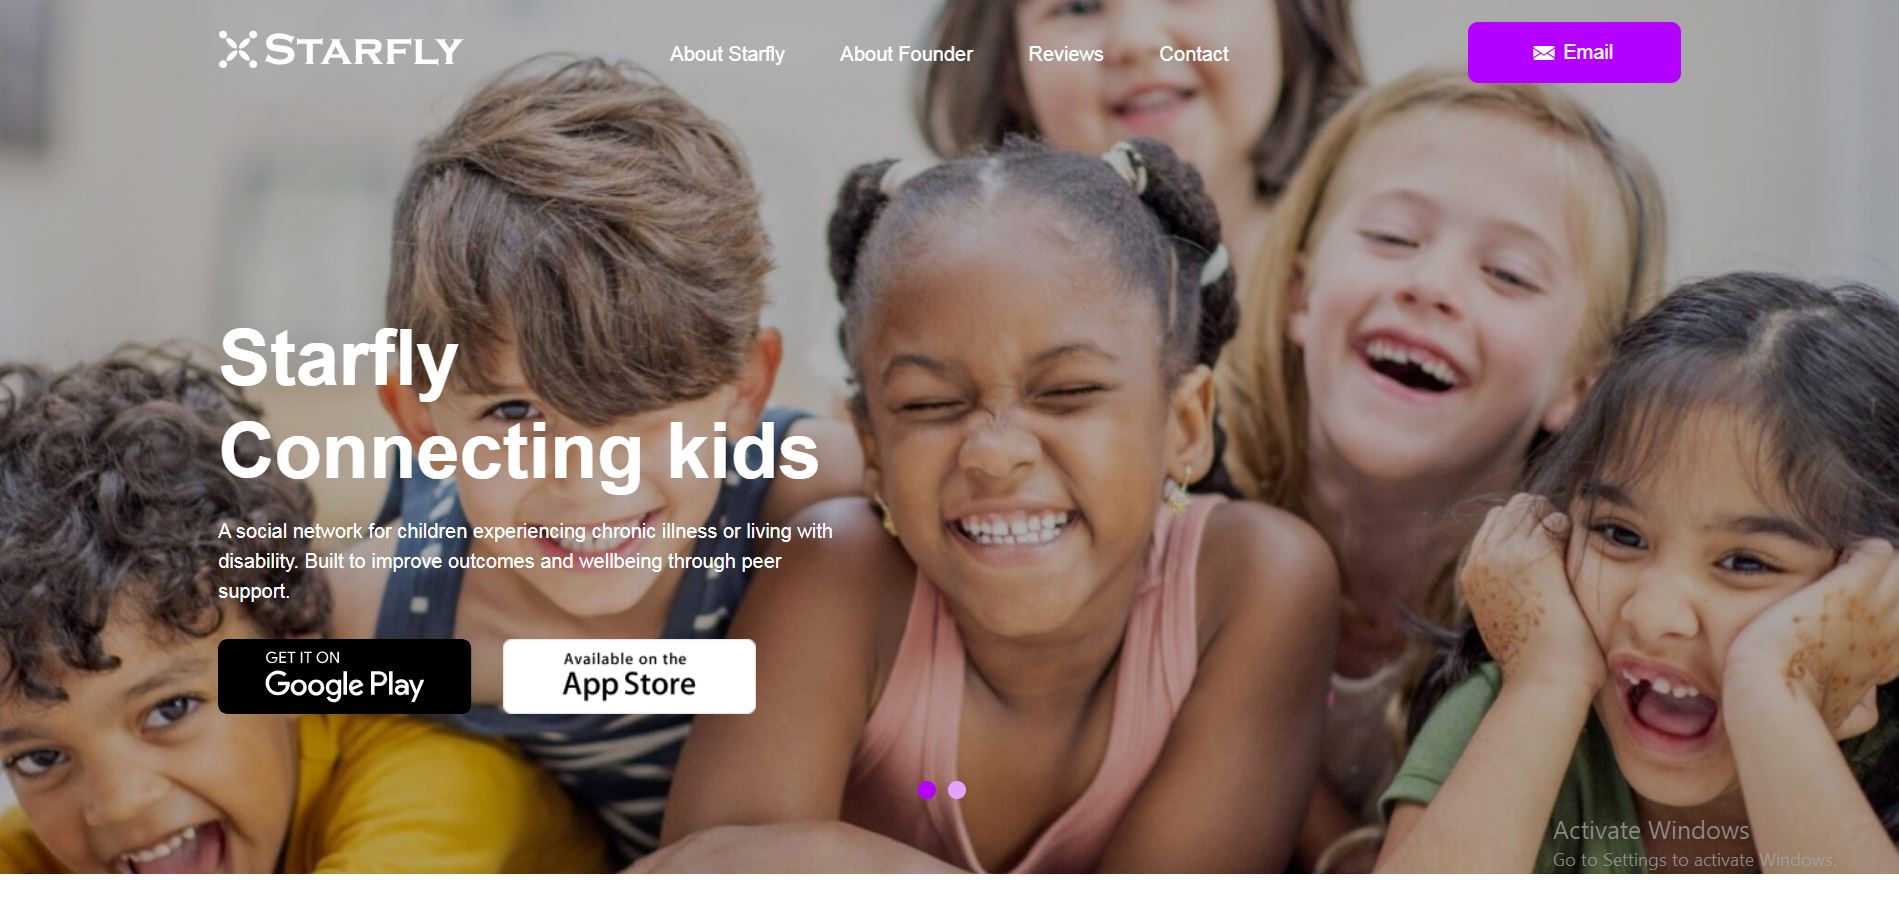 STARFLY
About Starfly
About Founder
Reviews
Contact
Email
Starfly
Connecting kids
A social network for children experiencing chronic illness or living with
disability. Built to improve outcomes and wellbeing through peer
support.
GET IT ON
Google Play
Available on the
App Store
Activate Windows
Go to Settings to activate Windows.